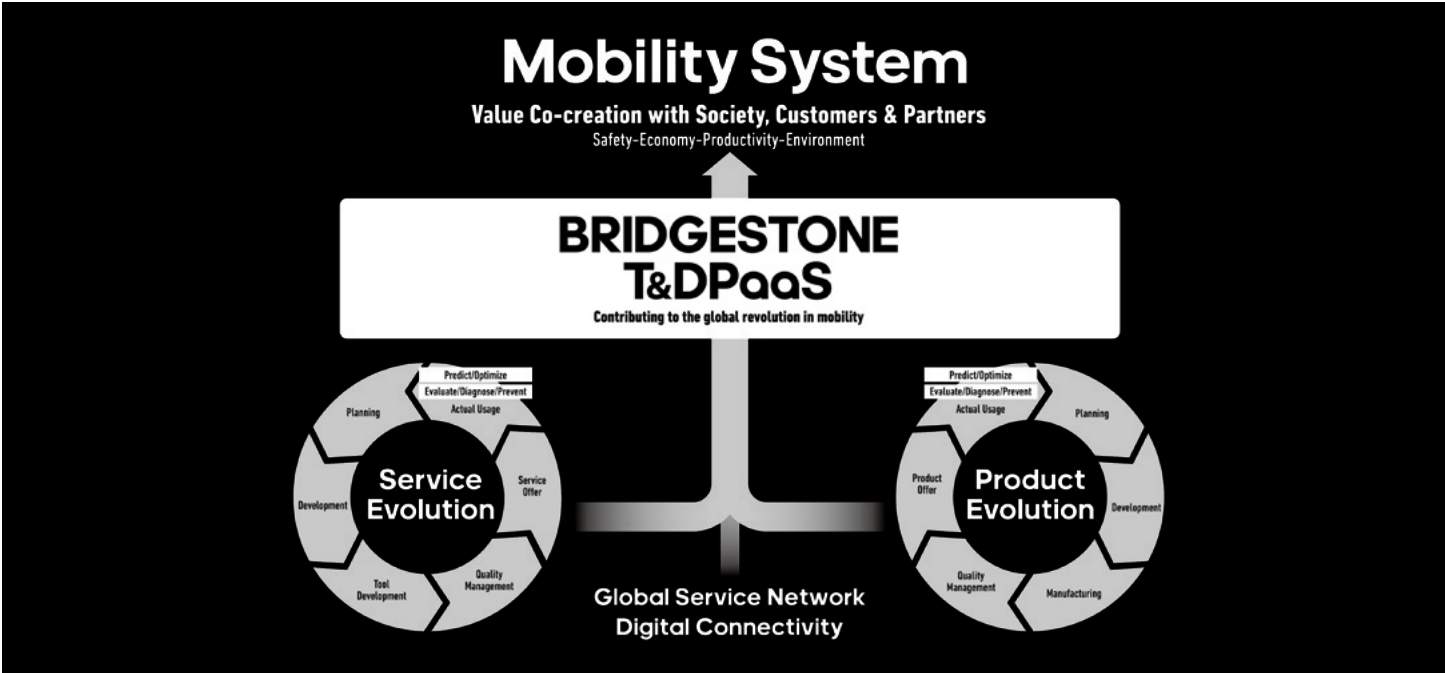 Mobility System
Value Co-creation with Society, Customers & Partners
Safety-Economy-Productivity-Environment
BRIDGESTONE
T&DPaaS
Contributing to the global revolution in mobility
Predict/Optimize
Evaluate/Diagnose/Prevent
Actual Usage
Planning
Service
Offer
Development
Quality
Management
Tool
Development
Service
Evolution
Predict/Optimize
Evaluate/Diagnose/Prevent
Actual Usage
Planning
Product
Offer
Development
Quality
Management
Manufacturing
Product
Evolution
Global Service Network
Digital Connectivity